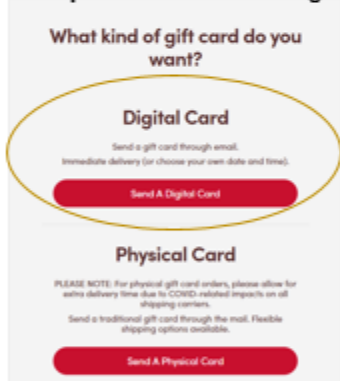 What kind of gift card do you
want?
Digital Card
Send a gift card through email.
Immediate delivery (or choose your own date and time).
Send A Digital Card
Physical Card
PLEASE NOTE: For physical gift card orders, please allow for
extra delivery time due to COVID-related impacts on all
shipping carriers.
Send a traditional gift card through the mail. Flexible
shipping options available.
Send A Physical Card